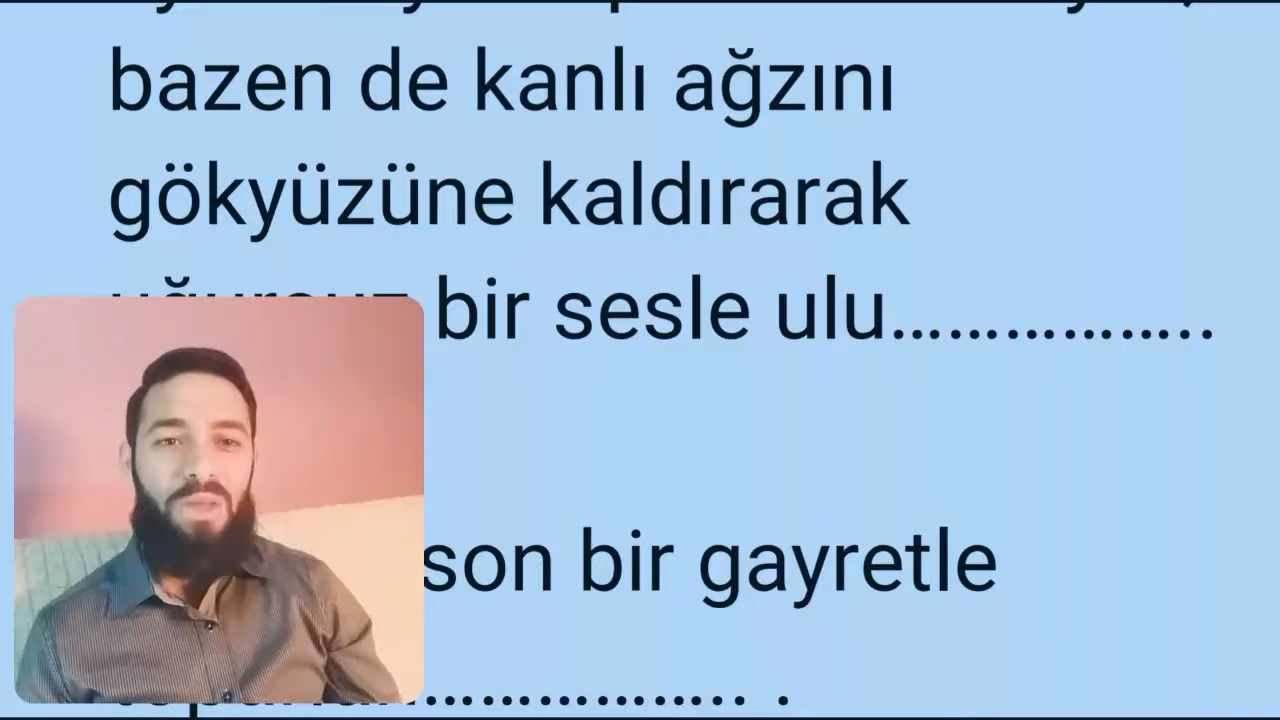 bazen de kanlı ağzını
gökyüzüne kaldırarak
bir sesle ulu……………..
son bir gayretle